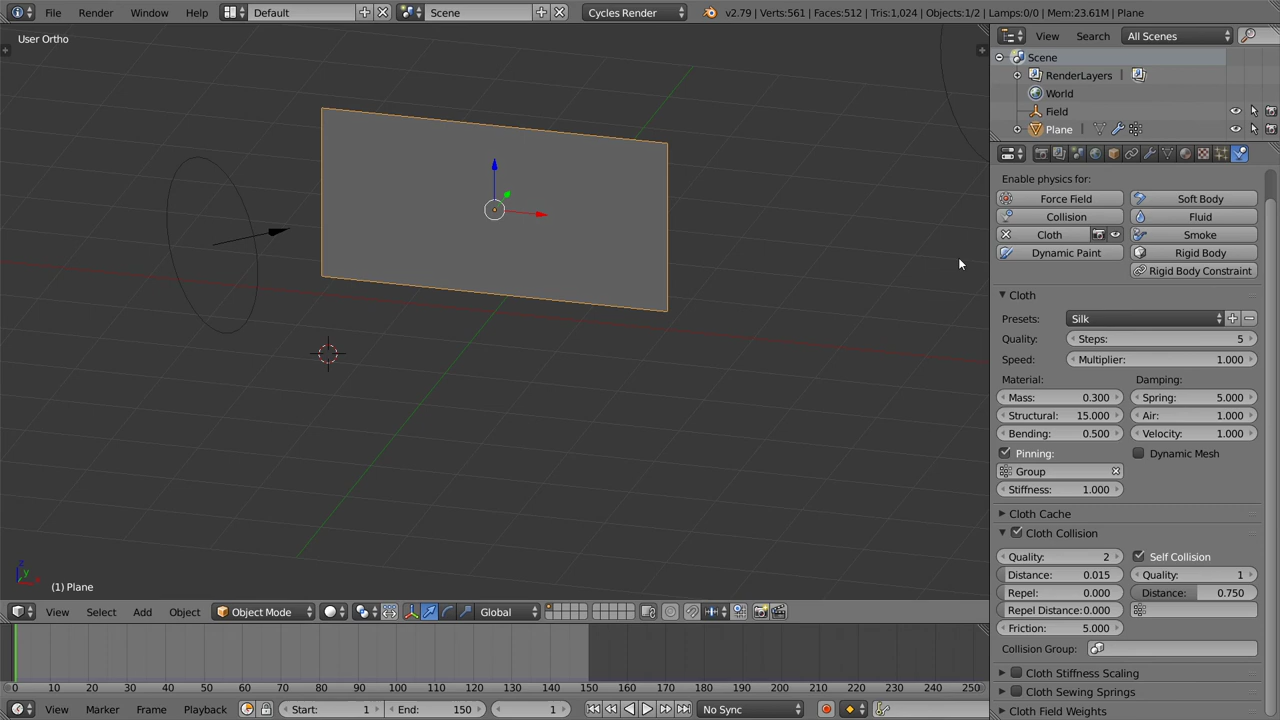 File Render Window Help Default Scene Cycles Render v2.79 | Verts:561 | Faces:512 | Tris:1,024 | Objects:1/2 | Lamps:0/0 | Mem:23.61M | Plane
User Ortho
View Search All Scenes
Scene
RenderLayers
World
Field
Plane
Enable physics for:
Force Field Soft Body
Collision Fluid
Cloth Smoke
Dynamic Paint Rigid Body
Rigid Body Constraint
Cloth
Presets: Silk
Quality: Steps: 5
Speed: Multiplier: 1.000
Material: Damping:
Mass: 0.300 Spring: 5.000
Structural: 15.000 Air: 1.000
Bending: 0.500 Velocity: 1.000
Pinning: Dynamic Mesh
Group
Stiffness: 1.000
Cloth Cache
Cloth Collision
Quality: 2 Self Collision
Distance: 0.015 Quality: 1
Repel: 0.000 Distance: 0.750
Repel Distance: 0.000
Friction: 5.000
Collision Group:
Cloth Stiffness Scaling
Cloth Sewing Springs
Cloth Field Weights
z
y
(1) Plane
View Select Add Object Object Mode Global
0 10 20 30 40 50 60 70 80 90 100 110 120 130 140 150 160 170 180 190 200 210 220 230 240 250
View Marker Frame Playback Start: 1 End: 150 1 No Sync